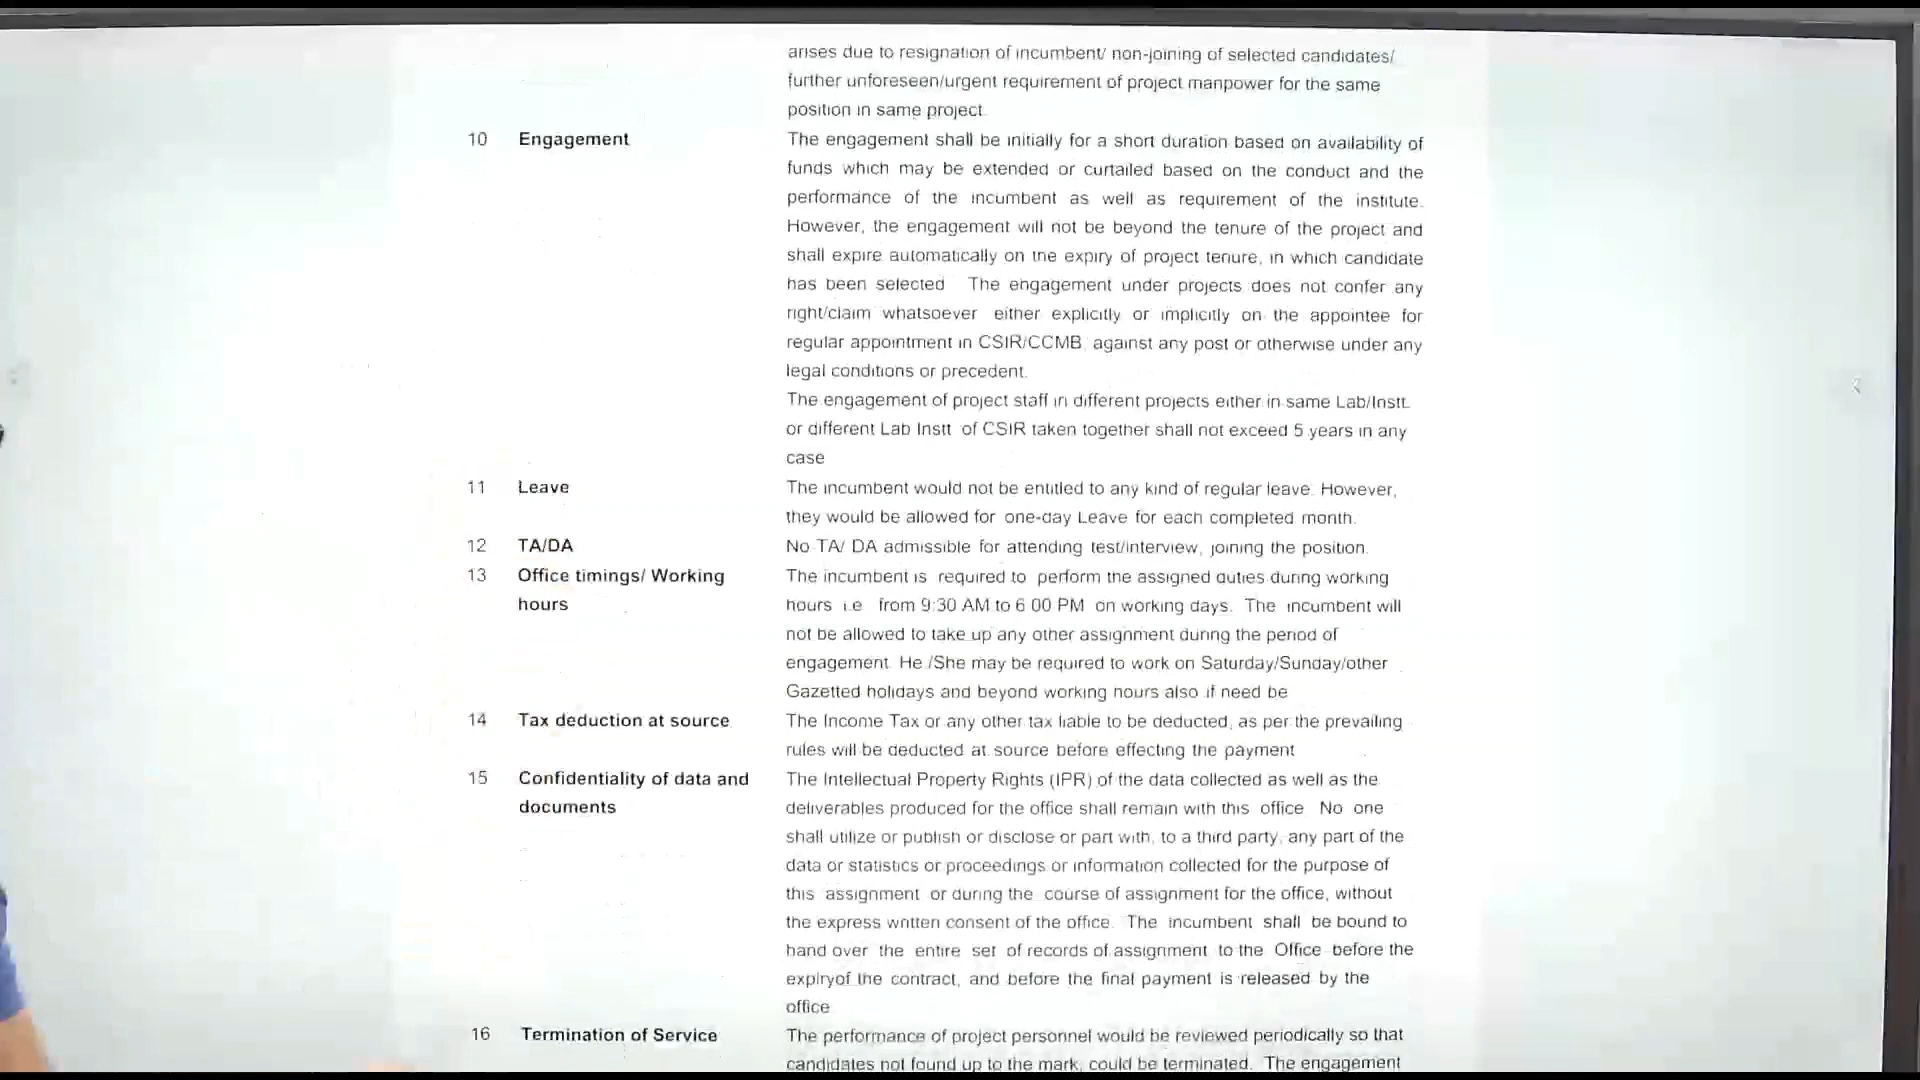 arises due to resignation of incumbent/ non-joining of selected candidates/
further unforeseen/urgent requirement of project manpower for the same
position in same project
10 Engagement The engagement shall be initially for a short duration based on availability of
funds which may be extended or curtailed based on the conduct and the
performance of the incumbent as well as requirement of the institute.
However, the engagement will not be beyond the tenure of the project and
shall expire automatically on the expiry of project tenure, in which candidate
has been selected The engagement under projects does not confer any
right/claim whatsoever either explicitly or implicitly on the appointee for
regular appointment in CSIR/CCMB against any post or otherwise under any
legal conditions or precedent.
The engagement of project staff in different projects either in same Lab/Instt.
or different Lab Instt of CSIR taken together shall not exceed 5 years in any
case
11 Leave The incumbent would not be entitled to any kind of regular leave. However,
they would be allowed for one-day Leave for each completed month.
12 TA/DA No TA/ DA admissible for attending test/interview, joining the position.
13 Office timings/ Working The incumbent is required to perform the assigned duties during working
hours hours i.e from 9:30 AM to 6 00 PM on working days. The incumbent will
not be allowed to take up any other assignment during the period of
engagement. He /She may be required to work on Saturday/Sunday/other
Gazetted holidays and beyond working hours also if need be
14 Tax deduction at source The Income Tax or any other tax liable to be deducted, as per the prevailing
rules will be deducted at source before effecting the payment
15 Confidentiality of data and The Intellectual Property Rights (IPR) of the data collected as well as the
documents deliverables produced for the office shall remain with this office No one
shall utilize or publish or disclose or part with, to a third party, any part of the
data or statistics or proceedings or information collected for the purpose of
this assignment or during the course of assignment for the office, without
the express written consent of the office. The incumbent shall be bound to
hand over the entire set of records of assignment to the Office before the
expiryof the contract, and before the final payment is released by the
office
16 Termination of Service The performance of project personnel would be reviewed periodically so that
candidates not found up to the mark, could be terminated. The engagement